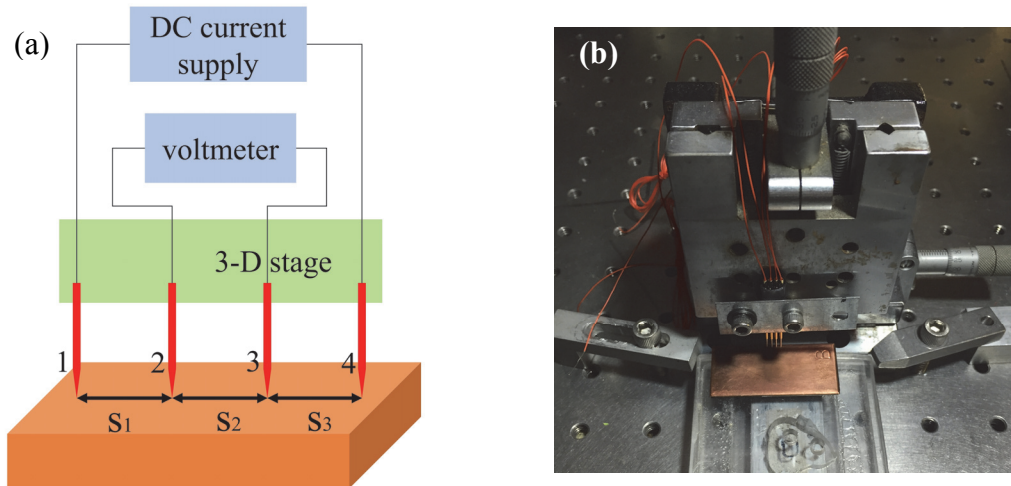 (a)
DC current
supply
voltmeter
3-D stage
1
2
3
4
S1
S2
S3
(b)